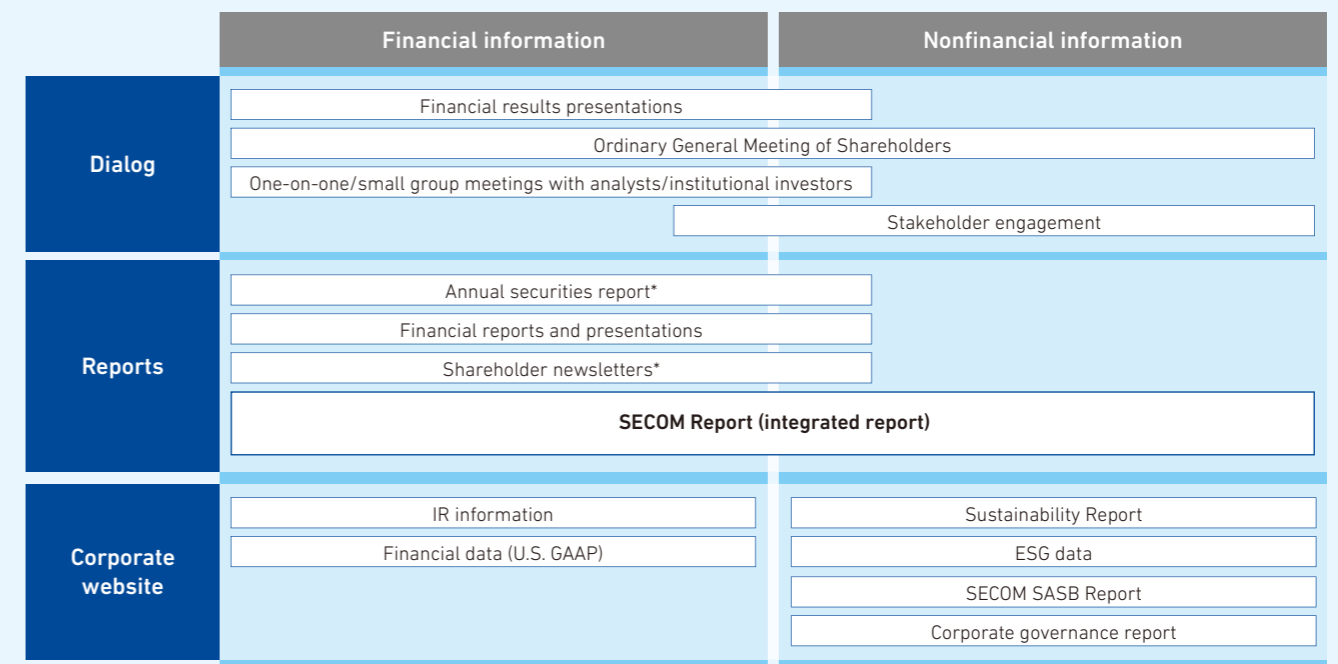 Financial information
Nonfinancial information
Dialog
Financial results presentations
Ordinary General Meeting of Shareholders
One-on-one/small group meetings with analysts/institutional investors
Stakeholder engagement
Reports
Annual securities report*
Financial reports and presentations
Shareholder newsletters*
SECOM Report (integrated report)
Corporate
website
IR information
Financial data (U.S. GAAP)
Sustainability Report
ESG data
SECOM SASB Report
Corporate governance report